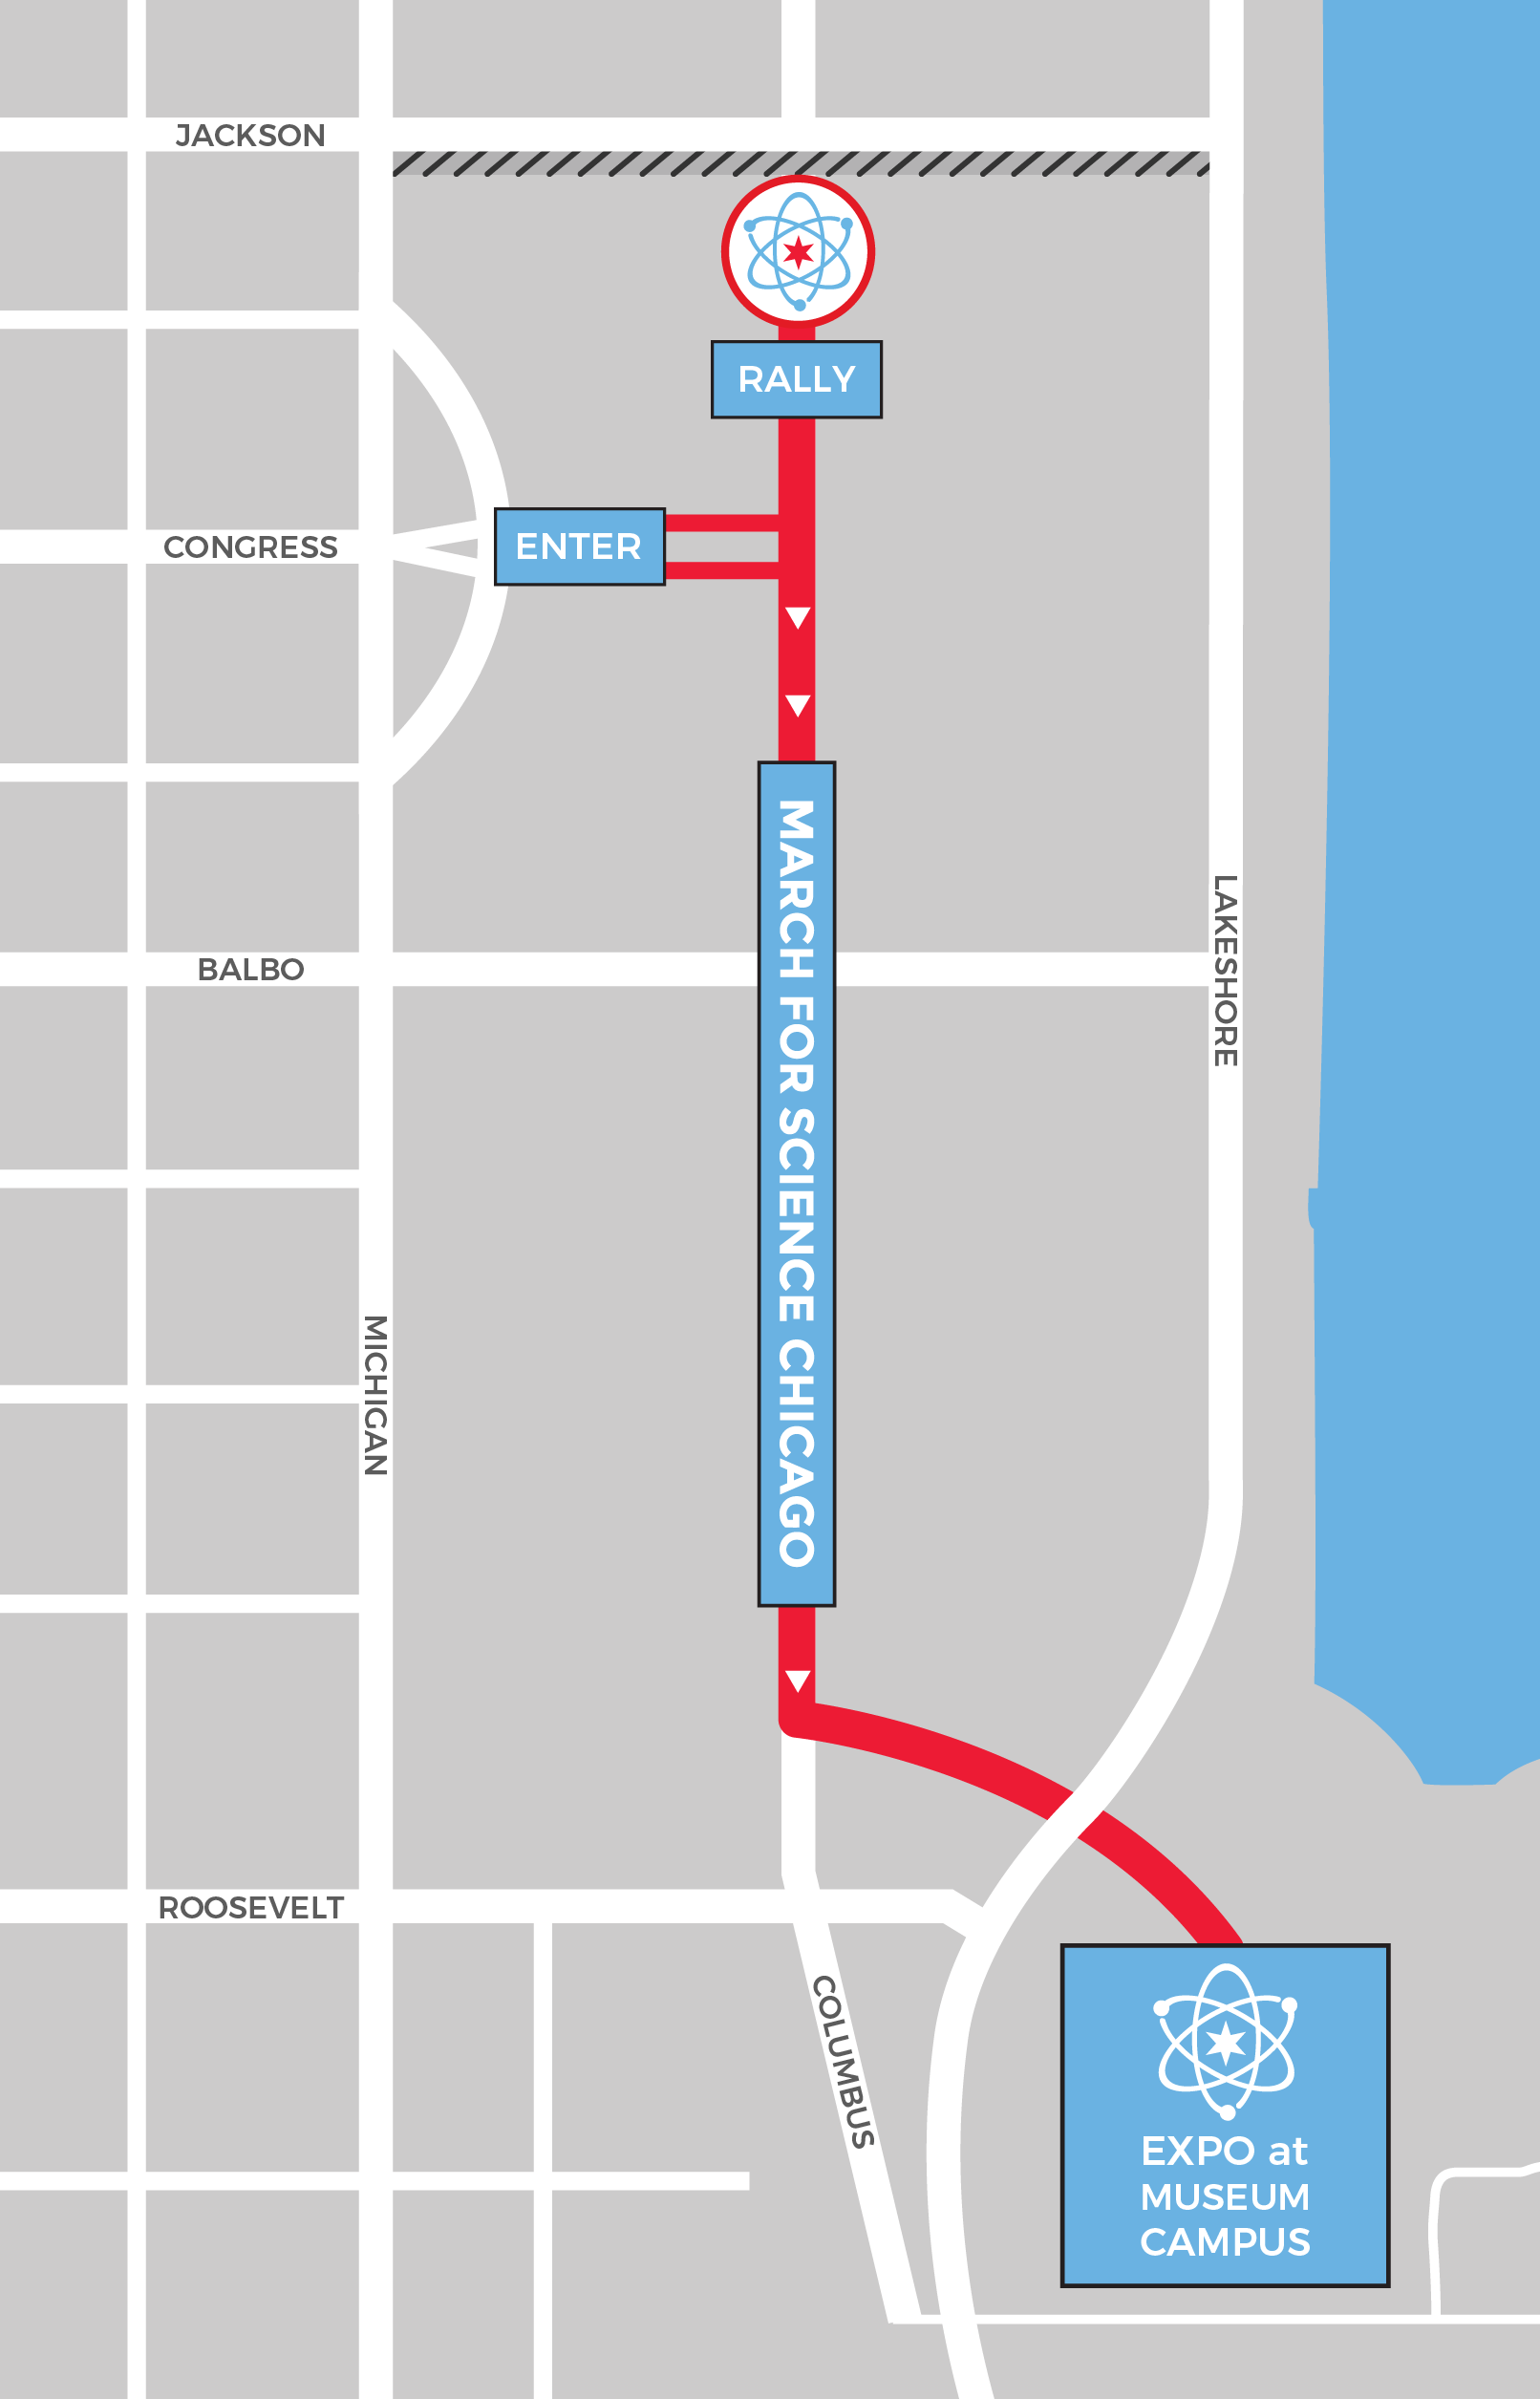 JACKSON
RALLY
CONGRESS
ENTER
MARCH FOR SCIENCE CHICAGO
LAKESHORE
BALBO
MICHIGAN
ROOSEVELT
COLUMBUS
EXPO at
MUSEUM
CAMPUS